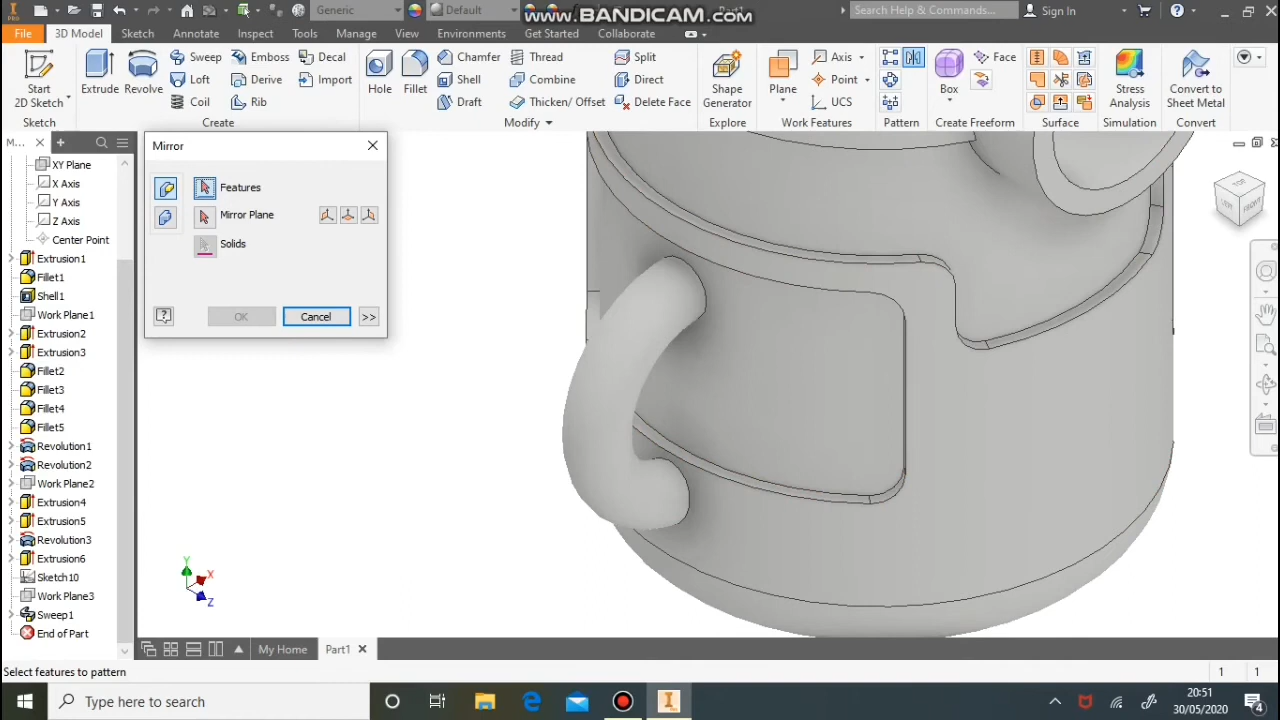 PRO
Generic
Default
www.BANDICAM.com
Part1
Search Help & Commands...
Sign In
File
3D Model
Sketch
Annotate
Inspect
Tools
Manage
View
Environments
Get Started
Collaborate
Start
2D Sketch
Extrude
Revolve
Sweep
Loft
Coil
Emboss
Derive
Rib
Decal
Import
Hole
Fillet
Chamfer
Shell
Draft
Thread
Combine
Thicken/ Offset
Split
Direct
Delete Face
Shape
Generator
Plane
Axis
Point
UCS
Box
Face
Stress
Analysis
Convert to
Sheet Metal
Sketch
Create
Modify
Explore
Work Features
Pattern
Create Freeform
Surface
Simulation
Convert
M...
XY Plane
X Axis
Y Axis
Z Axis
Center Point
Extrusion1
Fillet1
Shell1
Work Plane1
Extrusion2
Extrusion3
Fillet2
Fillet3
Fillet4
Fillet5
Revolution1
Revolution2
Work Plane2
Extrusion4
Extrusion5
Revolution3
Extrusion6
Sketch10
Work Plane3
Sweep1
End of Part
Mirror
Features
Mirror Plane
Solids
OK
Cancel
>>
TOP
FRONT
Y
X
Z
My Home
Part1
Select features to pattern
1
1
Type here to search
20:51
30/05/2020
4